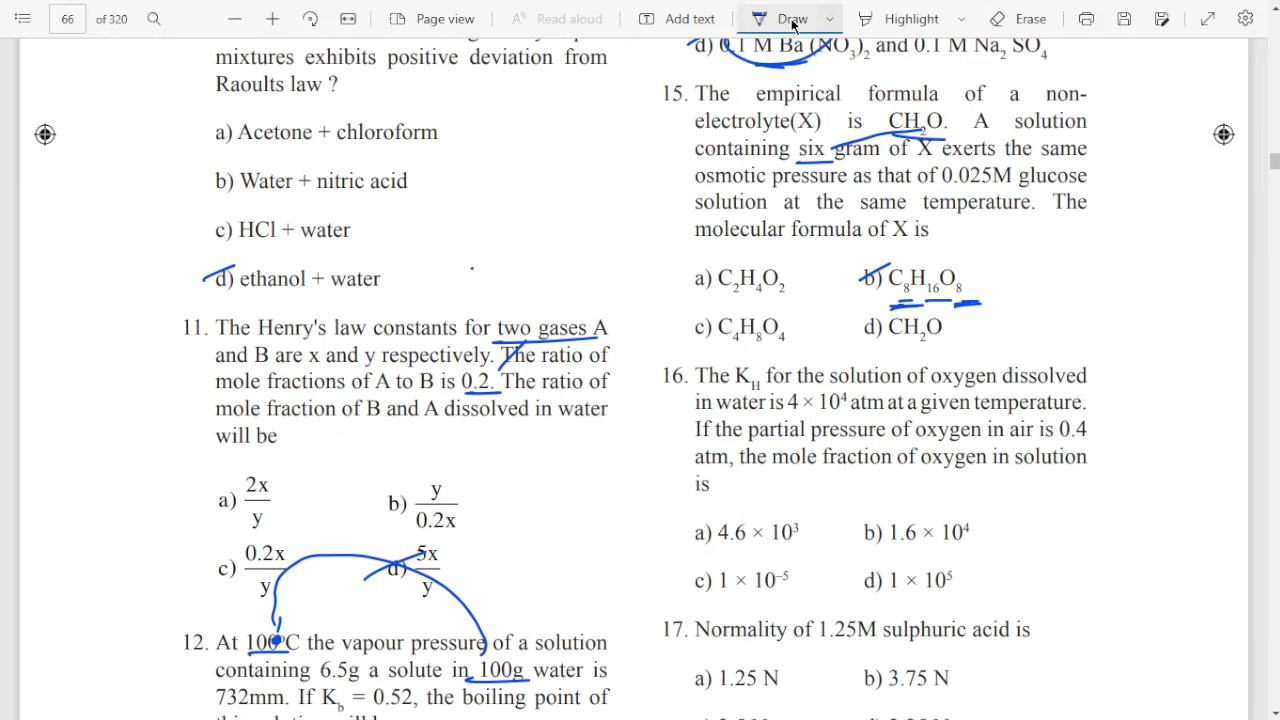 66 of 320 Page view Read aloud Add text Draw Highlight Erase
mixtures exhibits positive deviation from
Raoults law ?
a) Acetone + chloroform
b) Water + nitric acid
c) HCl + water
d) ethanol + water
11. The Henry's law constants for two gases A
and B are x and y respectively. The ratio of
mole fractions of A to B is 0.2. The ratio of
mole fraction of B and A dissolved in water
will be
a) 2x/y b) y/0.2x
c) 0.2x/y d) 5x/y
12. At 100°C the vapour pressure of a solution
containing 6.5g a solute in 100g water is
732mm. If K_b = 0.52, the boiling point of
d) 0.1 M Ba (NO₃)₂ and 0.1 M Na₂ SO₄
15. The empirical formula of a non-
electrolyte(X) is CH₂O. A solution
containing six gram of X exerts the same
osmotic pressure as that of 0.025M glucose
solution at the same temperature. The
molecular formula of X is
a) C₂H₄O₂ b) C₈H₁₆O₈
c) C₄H₈O₄ d) CH₂O
16. The K_H for the solution of oxygen dissolved
in water is 4 × 10⁴ atm at a given temperature.
If the partial pressure of oxygen in air is 0.4
atm, the mole fraction of oxygen in solution
is
a) 4.6 × 10³ b) 1.6 × 10⁴
c) 1 × 10⁻⁵ d) 1 × 10⁵
17. Normality of 1.25M sulphuric acid is
a) 1.25 N b) 3.75 N